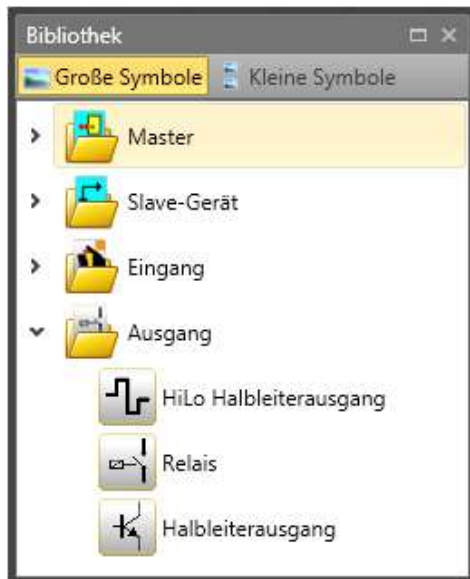 Bibliothek
Große Symbole Kleine Symbole
Master
Slave-Gerät
Eingang
Ausgang
HiLo Halbleiterausgang
Relais
Halbleiterausgang